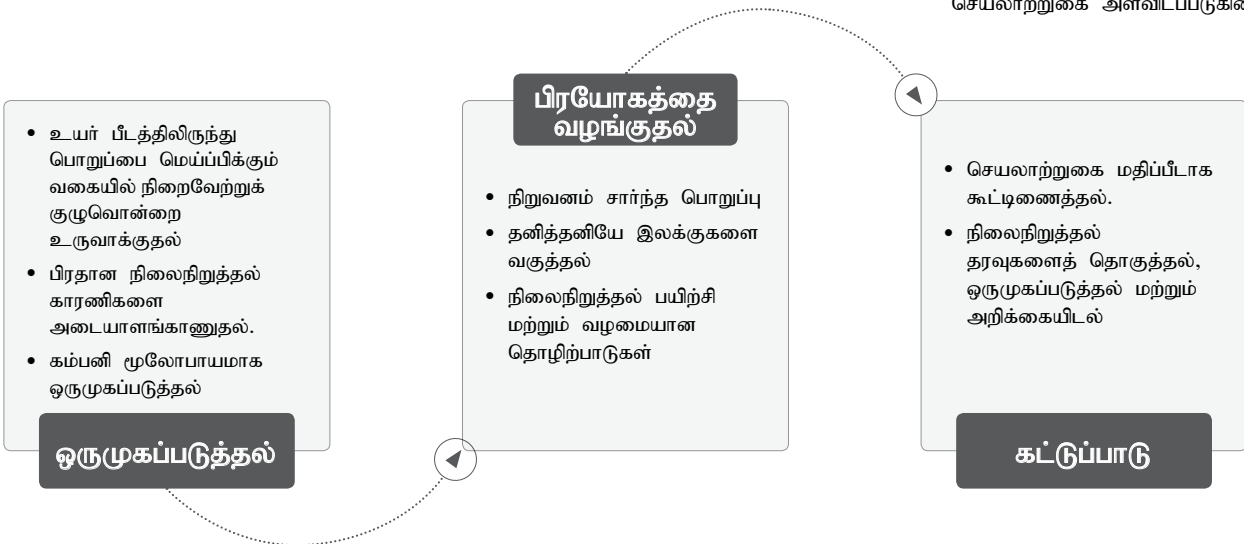 செயலாற்றுகை அளவிடப்படுகின
• உயர் பீடத்திலிருந்து
பொறுப்பை மெய்ப்பிக்கும்
வகையில் நிறைவேற்றுக்
குழுவொன்றை
உருவாக்குதல்
• பிரதான நிலைநிறுத்தல்
காரணிகளை
அடையாளங்காணுதல்.
• கம்பனி மூலோபாயமாக
ஒருமுகப்படுத்தல்
ஒருமுகப்படுத்தல்
பிரயோகத்தை
வழங்குதல்
• நிறுவனம் சார்ந்த பொறுப்பு
• தனித்தனியே இலக்குகளை
வகுத்தல்
• நிலைநிறுத்தல் பயிற்சி
மற்றும் வழமையான
தொழிற்பாடுகள்
• செயலாற்றுகை மதிப்பீடாக
கூட்டிணைத்தல்.
• நிலைநிறுத்தல்
தரவுகளைத் தொகுத்தல்,
ஒருமுகப்படுத்தல் மற்றும்
அறிக்கையிடல்
கட்டுப்பாடு